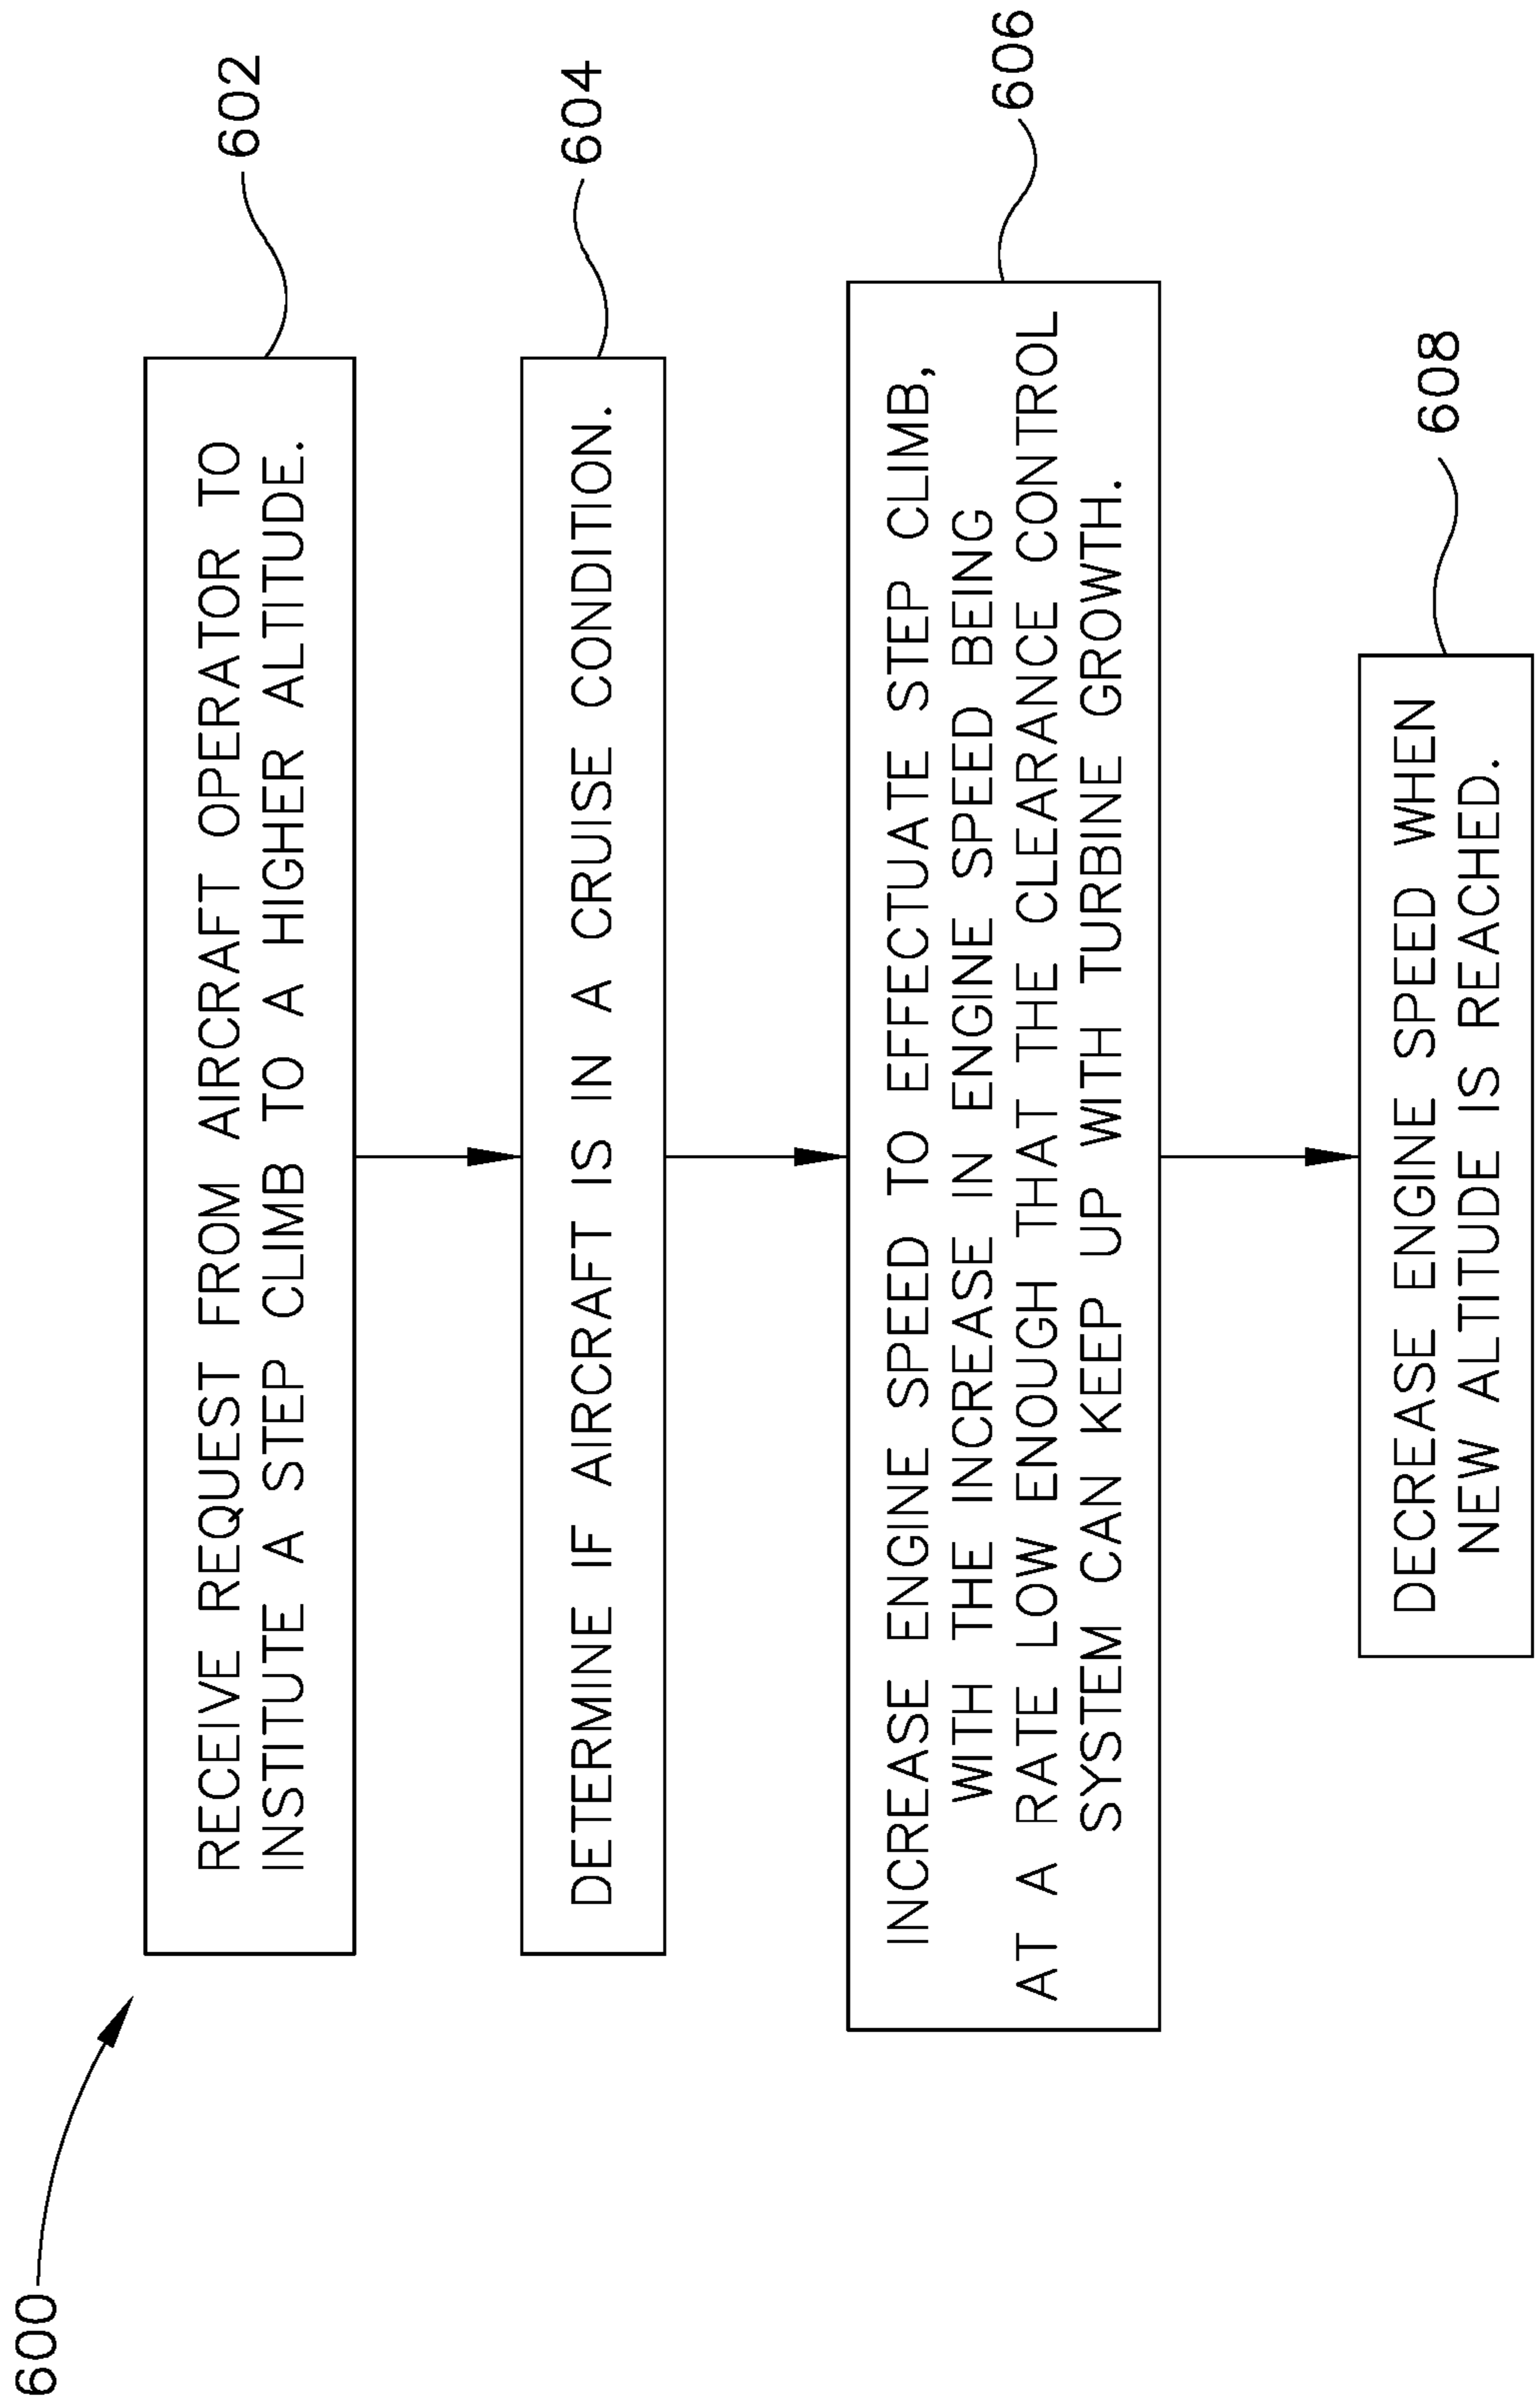 600
RECEIVE REQUEST FROM AIRCRAFT OPERATOR TO
INSTITUTE A STEP CLIMB TO A HIGHER ALTITUDE.
602
DETERMINE IF AIRCRAFT IS IN A CRUISE CONDITION.
604
INCREASE ENGINE SPEED TO EFFECTUATE STEP CLIMB,
WITH THE INCREASE IN ENGINE SPEED BEING
AT A RATE LOW ENOUGH THAT THE CLEARANCE CONTROL
SYSTEM CAN KEEP UP WITH TURBINE GROWTH.
606
DECREASE ENGINE SPEED WHEN
NEW ALTITUDE IS REACHED.
608